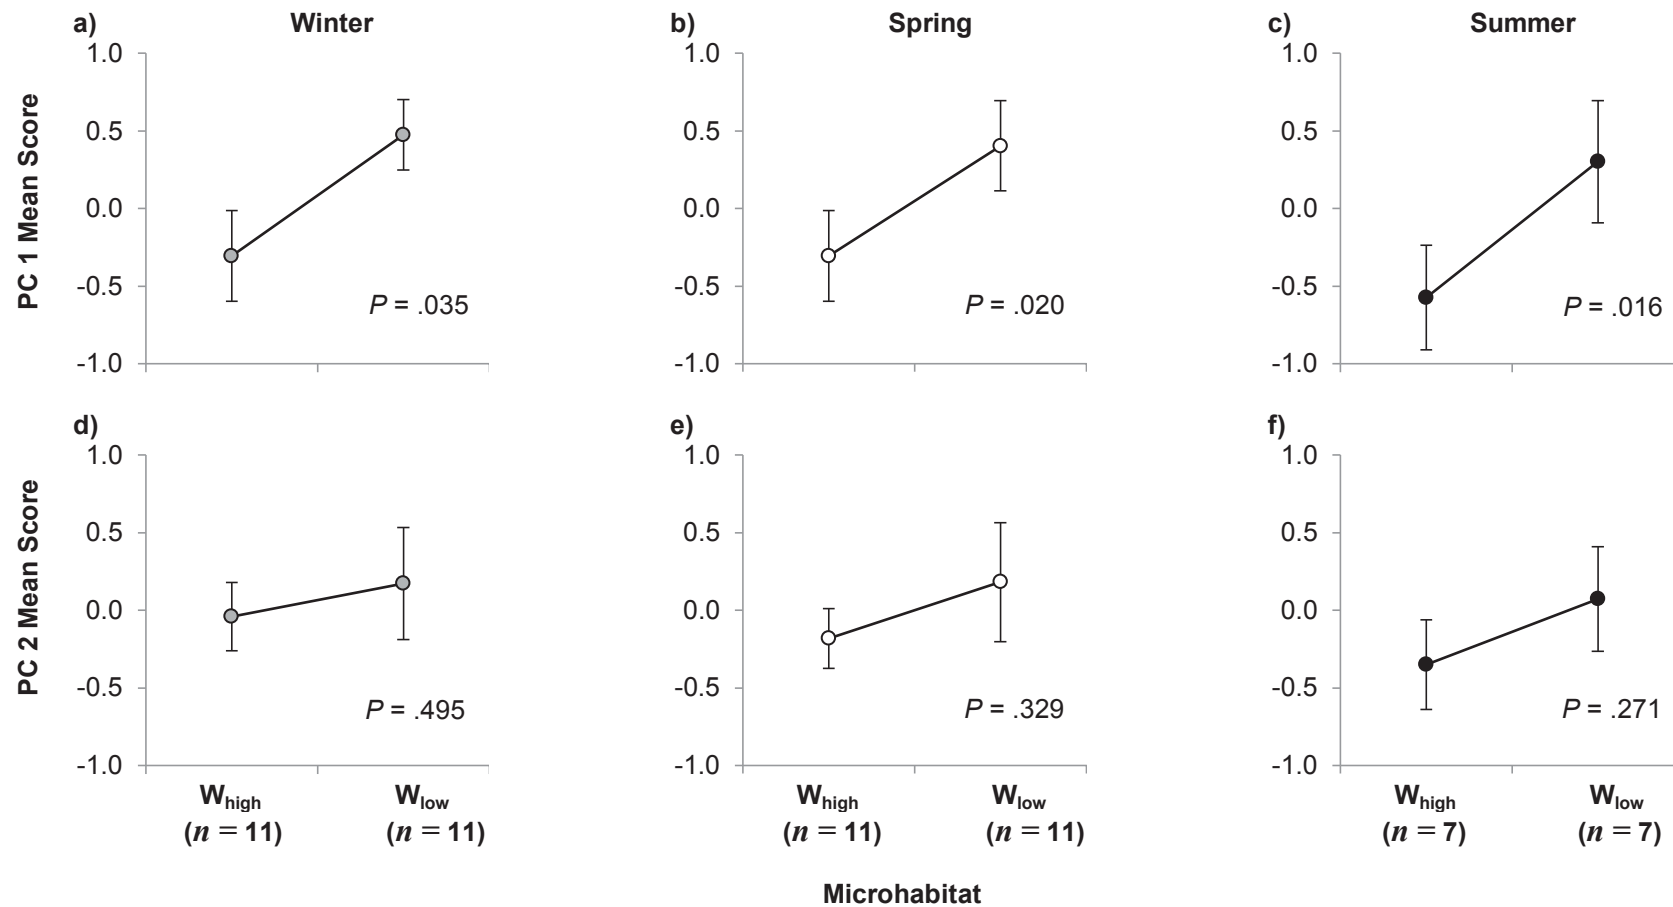 a) Winter b) Spring c) Summer
PC 1 Mean Score
1.0 1.0 1.0
0.5 0.5 0.5
0.0 0.0 0.0
-0.5 -0.5 -0.5
P = .035 P = .020 P = .016
-1.0 -1.0 -1.0
d) e) f)
PC 2 Mean Score
1.0 1.0 1.0
0.5 0.5 0.5
0.0 0.0 0.0
-0.5 -0.5 -0.5
P = .495 P = .329 P = .271
-1.0 -1.0 -1.0
Whigh Wlow Whigh Wlow Whigh Wlow
(n = 11) (n = 11) (n = 11) (n = 11) (n = 7) (n = 7)
Microhabitat